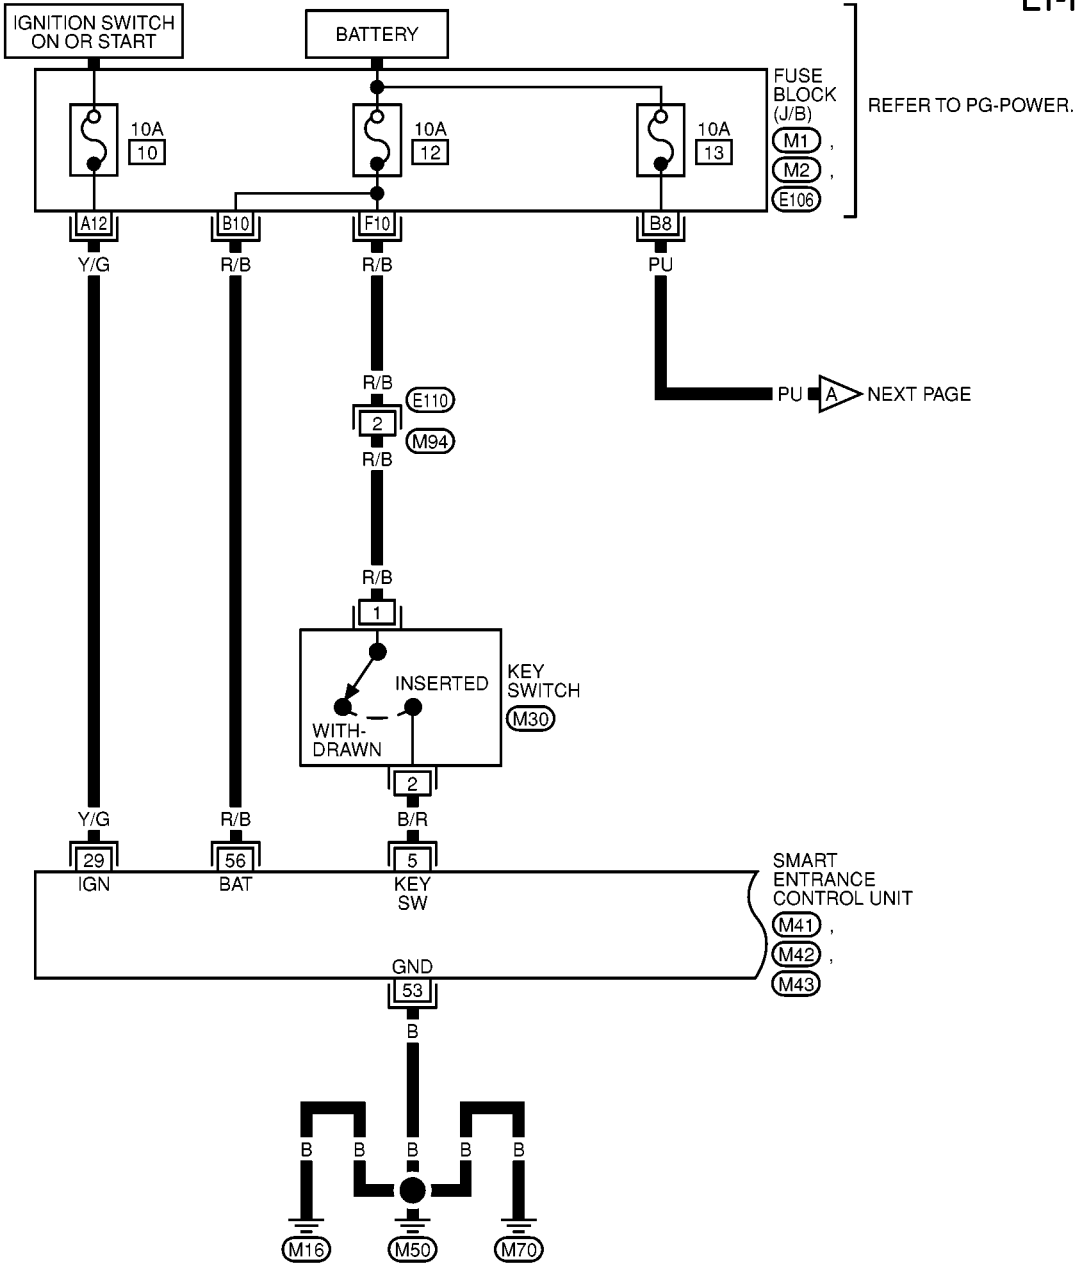 IGNITION SWITCH
ON OR START
BATTERY
FUSE
BLOCK
(J/B)
M1 ,
M2 ,
E106
REFER TO PG-POWER.
10A
10
10A
12
10A
13
A12
B10
F10
B8
Y/G
R/B
R/B
PU
R/B
E110
2
M94
R/B
PU
A
NEXT PAGE
R/B
1
KEY
SWITCH
M30
INSERTED
WITH-
DRAWN
2
Y/G
R/B
B/R
29
56
5
IGN
BAT
KEY
SW
SMART
ENTRANCE
CONTROL UNIT
M41 ,
M42 ,
M43
GND
53
B
B
B
B
B
B
M16
M50
M70